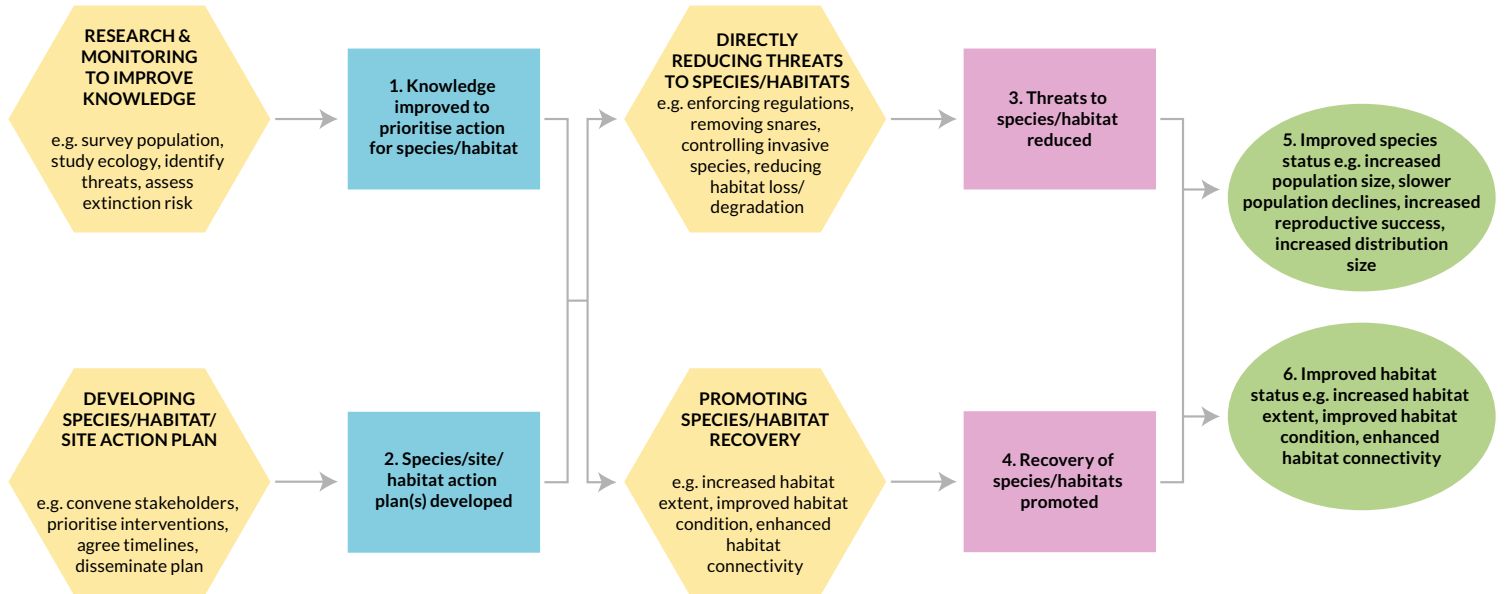 RESEARCH &
MONITORING
TO IMPROVE
KNOWLEDGE
e.g. survey population,
study ecology, identify
threats, assess
extinction risk
1. Knowledge
improved to
prioritise action
for species/habitat
DIRECTLY
REDUCING THREATS
TO SPECIES/HABITATS
e.g. enforcing regulations,
removing snares,
controlling invasive
species, reducing
habitat loss/
degradation
3. Threats to
species/habitat
reduced
5. Improved species
status e.g. increased
population size, slower
population declines, increased
reproductive success,
increased distribution
size
DEVELOPING
SPECIES/HABITAT/
SITE ACTION PLAN
e.g. convene stakeholders,
prioritise interventions,
agree timelines,
disseminate plan
2. Species/site/
habitat action
plan(s) developed
PROMOTING
SPECIES/HABITAT
RECOVERY
e.g. increased habitat
extent, improved habitat
condition, enhanced
habitat
connectivity
4. Recovery of
species/habitats
promoted
6. Improved habitat
status e.g. increased habitat
extent, improved habitat
condition, enhanced
habitat connectivity